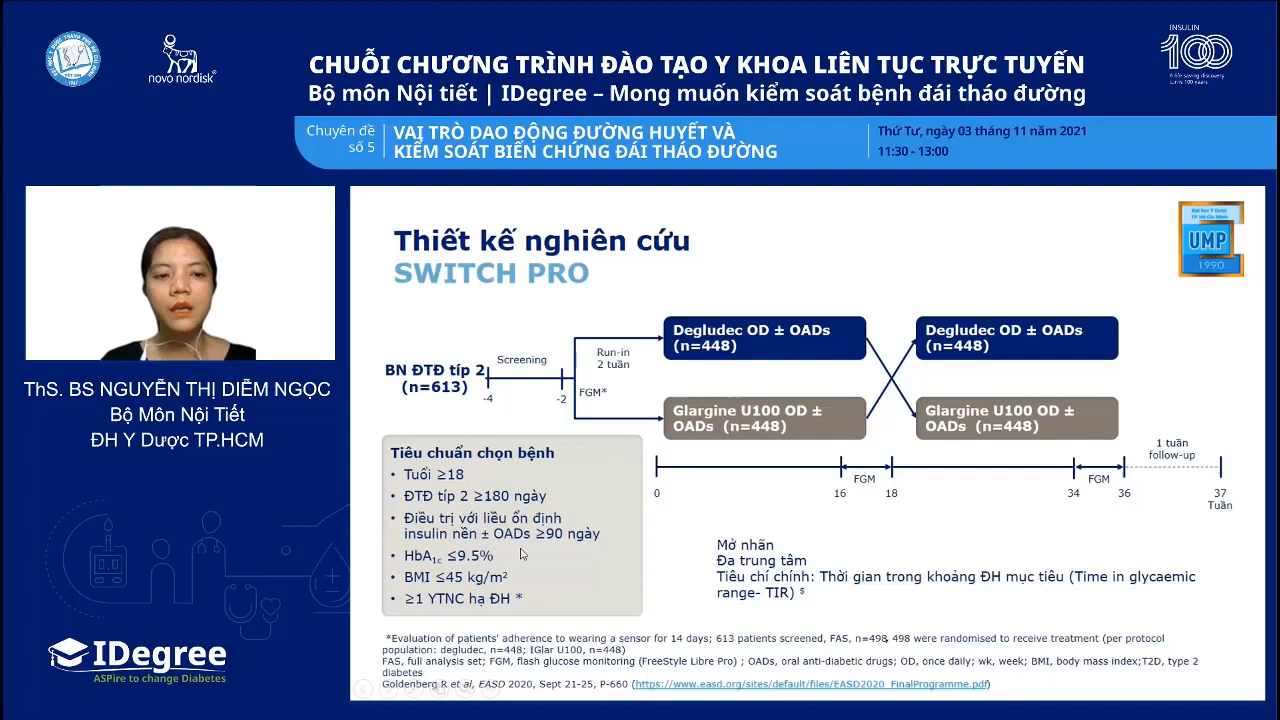 novo nordisk
INSULIN
100
A life-saving discovery
turns 100 years
CHUỖI CHƯƠNG TRÌNH ĐÀO TẠO Y KHOA LIÊN TỤC TRỰC TUYẾN
Bộ môn Nội tiết | IDegree – Mong muốn kiểm soát bệnh đái tháo đường
Chuyên đề
số 5
VAI TRÒ DAO ĐỘNG ĐƯỜNG HUYẾT VÀ
KIỂM SOÁT BIẾN CHỨNG ĐÁI THÁO ĐƯỜNG
Thứ Tư, ngày 03 tháng 11 năm 2021
11:30 - 13:00
ThS. BS NGUYỄN THỊ DIỄM NGỌC
Bộ Môn Nội Tiết
ĐH Y Dược TP.HCM
IDegree
ASPire to change Diabetes
Thiết kế nghiên cứu
SWITCH PRO
Đại học Y Dược
TP. Hồ Chí Minh
UMP
1990
BN ĐTĐ típ 2
(n=613)
Screening
-4
-2
Run-in
2 tuần
FGM*
Degludec OD ± OADs
(n=448)
Degludec OD ± OADs
(n=448)
Glargine U100 OD ±
OADs (n=448)
Glargine U100 OD ±
OADs (n=448)
1 tuần
follow-up
FGM
FGM
0
16
18
34
36
37
Tuần
Tiêu chuẩn chọn bệnh
• Tuổi ≥18
• ĐTĐ típ 2 ≥180 ngày
• Điều trị với liều ổn định
insulin nền ± OADs ≥90 ngày
• HbA1c ≤9.5%
• BMI ≤45 kg/m²
• ≥1 YTNC hạ ĐH *
Mở nhãn
Đa trung tâm
Tiêu chí chính: Thời gian trong khoảng ĐH mục tiêu (Time in glycaemic
range- TIR) $
*Evaluation of patients' adherence to wearing a sensor for 14 days; 613 patients screened, FAS, n=498, 498 were randomised to receive treatment (per protocol
population: degludec, n=448; IGlar U100, n=448)
FAS, full analysis set; FGM, flash glucose monitoring (FreeStyle Libre Pro) ; OADs, oral anti-diabetic drugs; OD, once daily; wk, week; BMI, body mass index;T2D, type 2
diabetes
Goldenberg R et al, EASD 2020, Sept 21-25, P-660 (https://www.easd.org/sites/default/files/EASD2020_FinalProgramme.pdf)